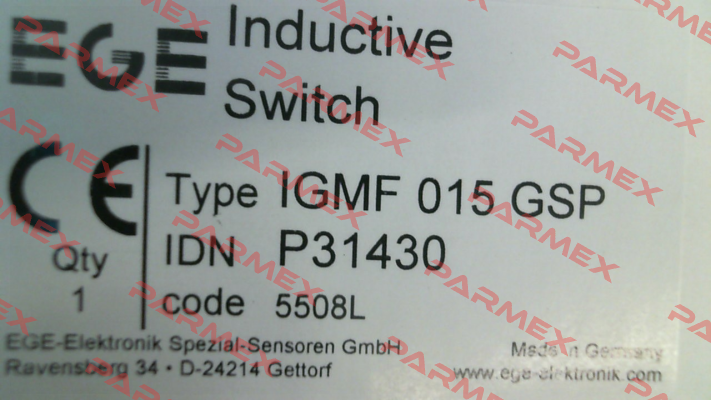 EGE Inductive
Switch
CE
Type IGMF 015 GSP
IDN P31430
Qty
1
code 5508L
EGE-Elektronik Spezial-Sensoren GmbH
Made in Germany
Ravensberg 34 • D-24214 Gettorf
www.ege-elektronik.com
PARMEX